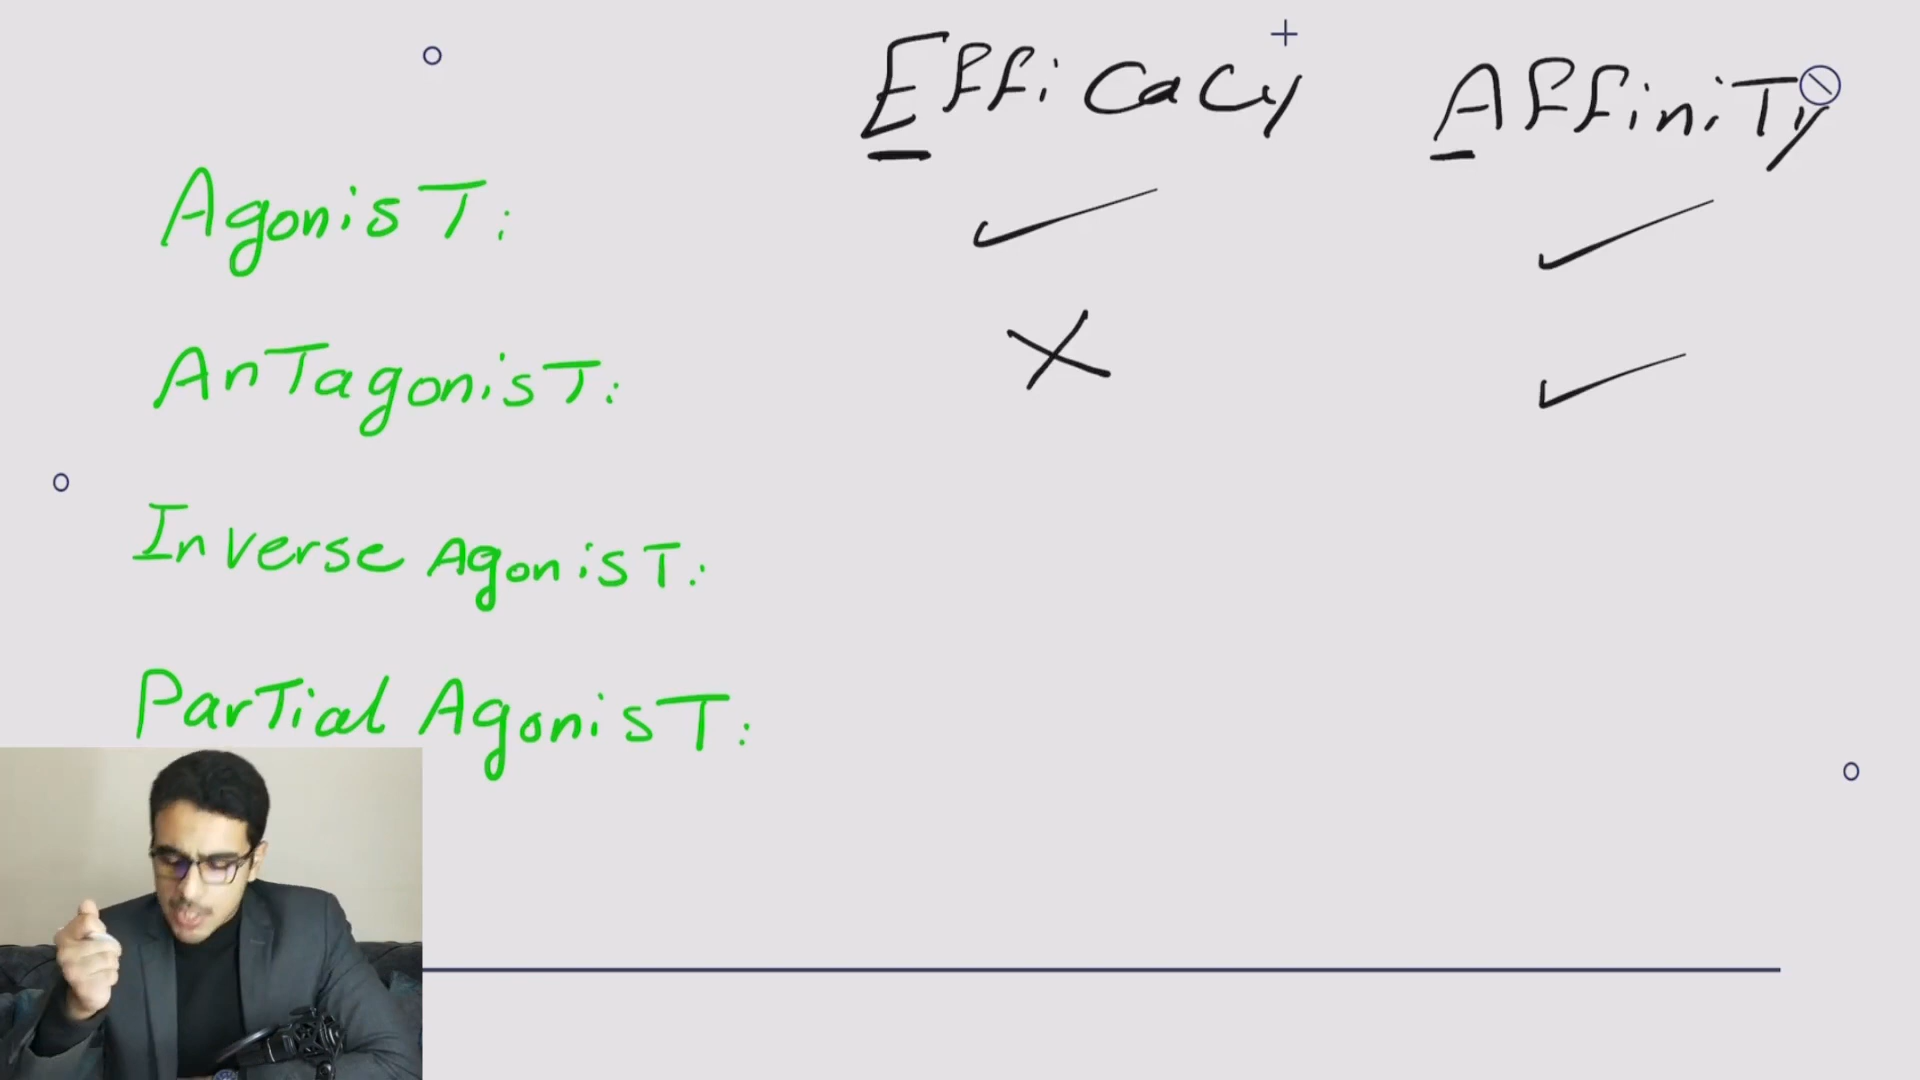 Efficacy Affinity
Agonist: ✓ ✓
Antagonist: X ✓
Inverse Agonist:
Partial Agonist: